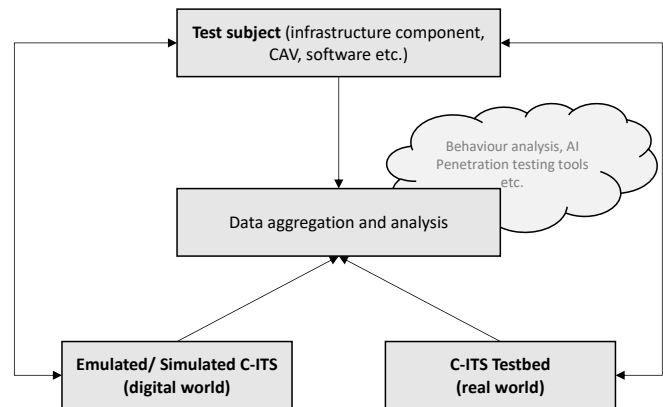 Test subject (infrastructure component,
CAV, software etc.)
Behaviour analysis, AI
Penetration testing tools
etc.
Data aggregation and analysis
Emulated/ Simulated C-ITS
(digital world)
C-ITS Testbed
(real world)